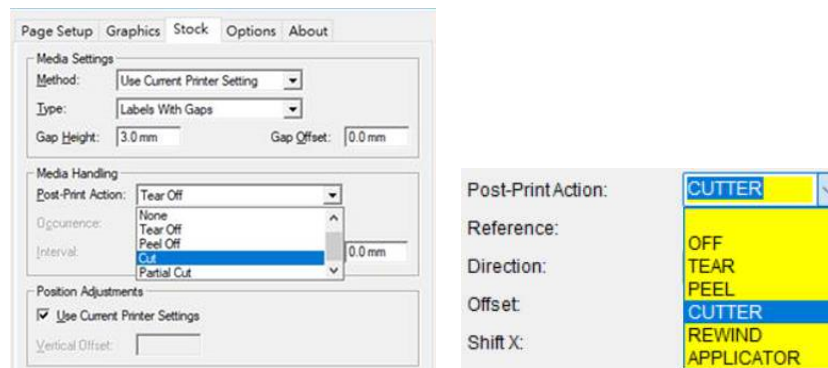 Page Setup Graphics Stock Options About
Media Settings
Method: Use Current Printer Setting
Type: Labels With Gaps
Gap Height: 3.0 mm Gap Offset: 0.0 mm
Media Handling
Post-Print Action: Tear Off
None
Occurrence: Tear Off
Peel Off
Interval: Cut 0.0 mm
Partial Cut
Position Adjustments
Use Current Printer Settings
Vertical Offset:
Post-Print Action: CUTTER
Reference:
OFF
Direction: TEAR
PEEL
Offset: CUTTER
Shift X: REWIND
APPLICATOR